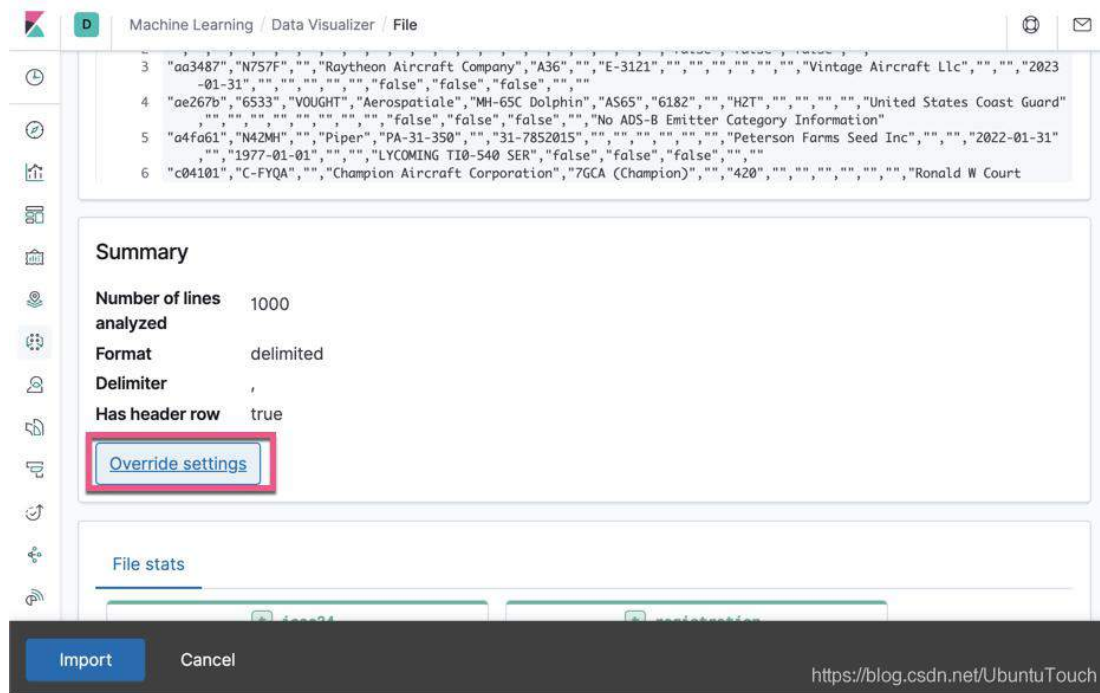 D Machine Learning / Data Visualizer / File
3 "aa3487","N757F","","Raytheon Aircraft Company","A36","","E-3121","","","","","","","Vintage Aircraft Llc","","","2023
-01-31","","","","","","false","false","false","",""
4 "ae267b","6533","VOUGHT","Aerospatiale","MH-65C Dolphin","AS65","6182","","H2T","","","","","United States Coast Guard"
,"","","","","","","","","false","false","false","","No ADS-B Emitter Category Information"
5 "a4fa61","N42MH","","Piper","PA-31-350","","31-7852015","","","","","","","Peterson Farms Seed Inc","","","2022-01-31"
,"","1977-01-01","","","LYCOMING TI0-540 SER","false","false","false","",""
6 "c04101","C-FYQA","","Champion Aircraft Corporation","7GCA (Champion)","","420","","","","","","","Ronald W Court
Summary
Number of lines analyzed 1000
Format delimited
Delimiter ,
Has header row true
Override settings
File stats
Import Cancel
https://blog.csdn.net/UbuntuTouch